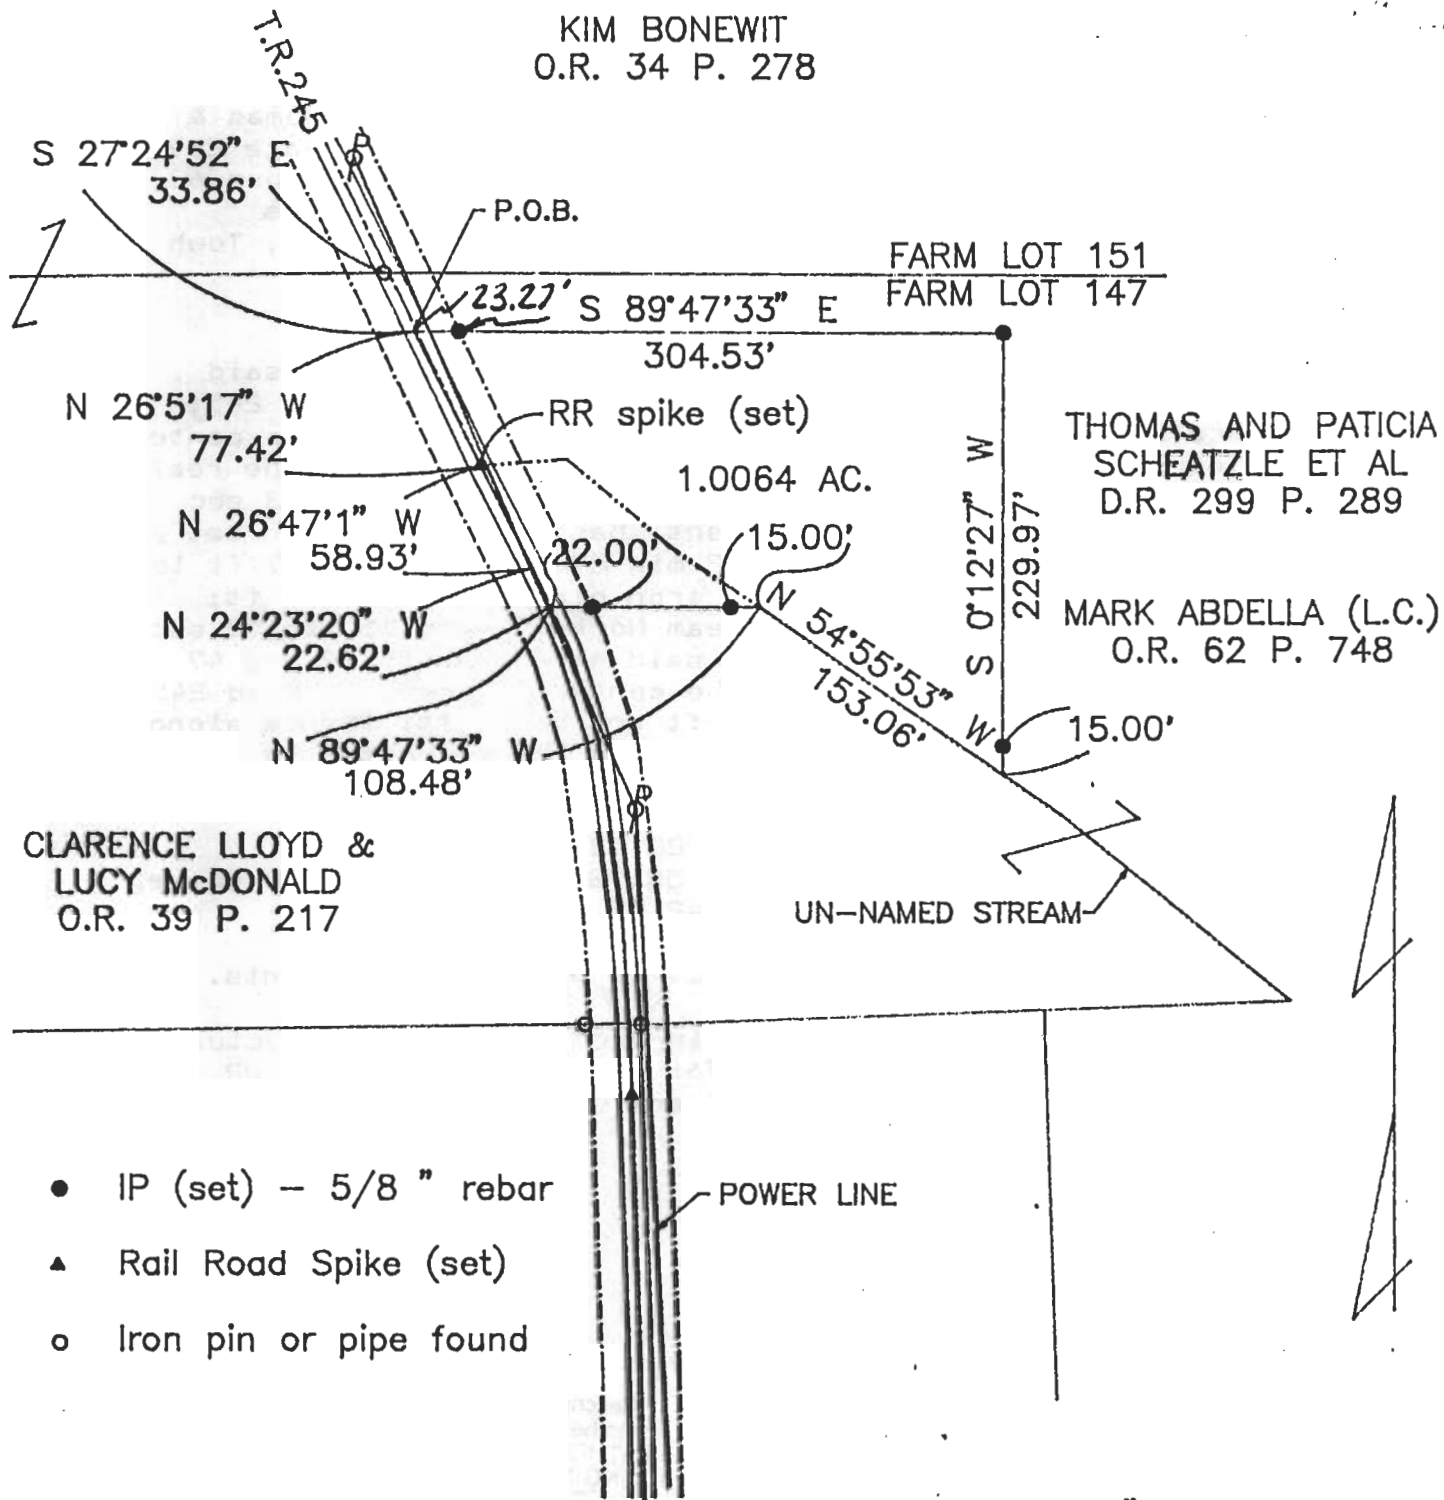 KIM BONEWIT
O.R. 34 P. 278
T.R.245
S 27°24'52" E
33.86'
P.O.B.
FARM LOT 151
FARM LOT 147
23.27'
S 89°47'33" E
304.53'
N 26°5'17" W
77.42'
RR spike (set)
1.0064 AC.
S 0°12'27" W
229.97'
THOMAS AND PATICIA
SCHEATZLE ET AL
D.R. 299 P. 289
N 26°47'1" W
58.93'
22.00'
15.00'
N 24°23'20" W
22.62'
N 54°55'53" W
153.06'
MARK ABDELLA (L.C.)
O.R. 62 P. 748
15.00'
N 89°47'33" W
108.48'
P
P
CLARENCE LLOYD &
LUCY McDONALD
O.R. 39 P. 217
UN-NAMED STREAM
IP (set) - 5/8 " rebar
Rail Road Spike (set)
Iron pin or pipe found
POWER LINE